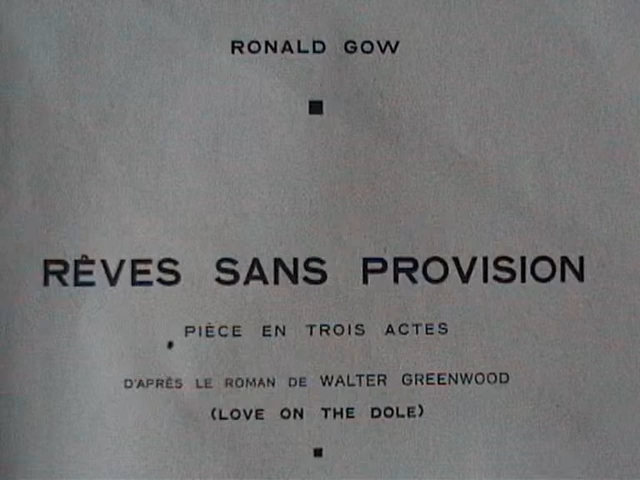 RONALD GOW
RÊVES SANS PROVISION
PIÈCE EN TROIS ACTES
D'APRÈS LE ROMAN DE WALTER GREENWOOD
(LOVE ON THE DOLE)